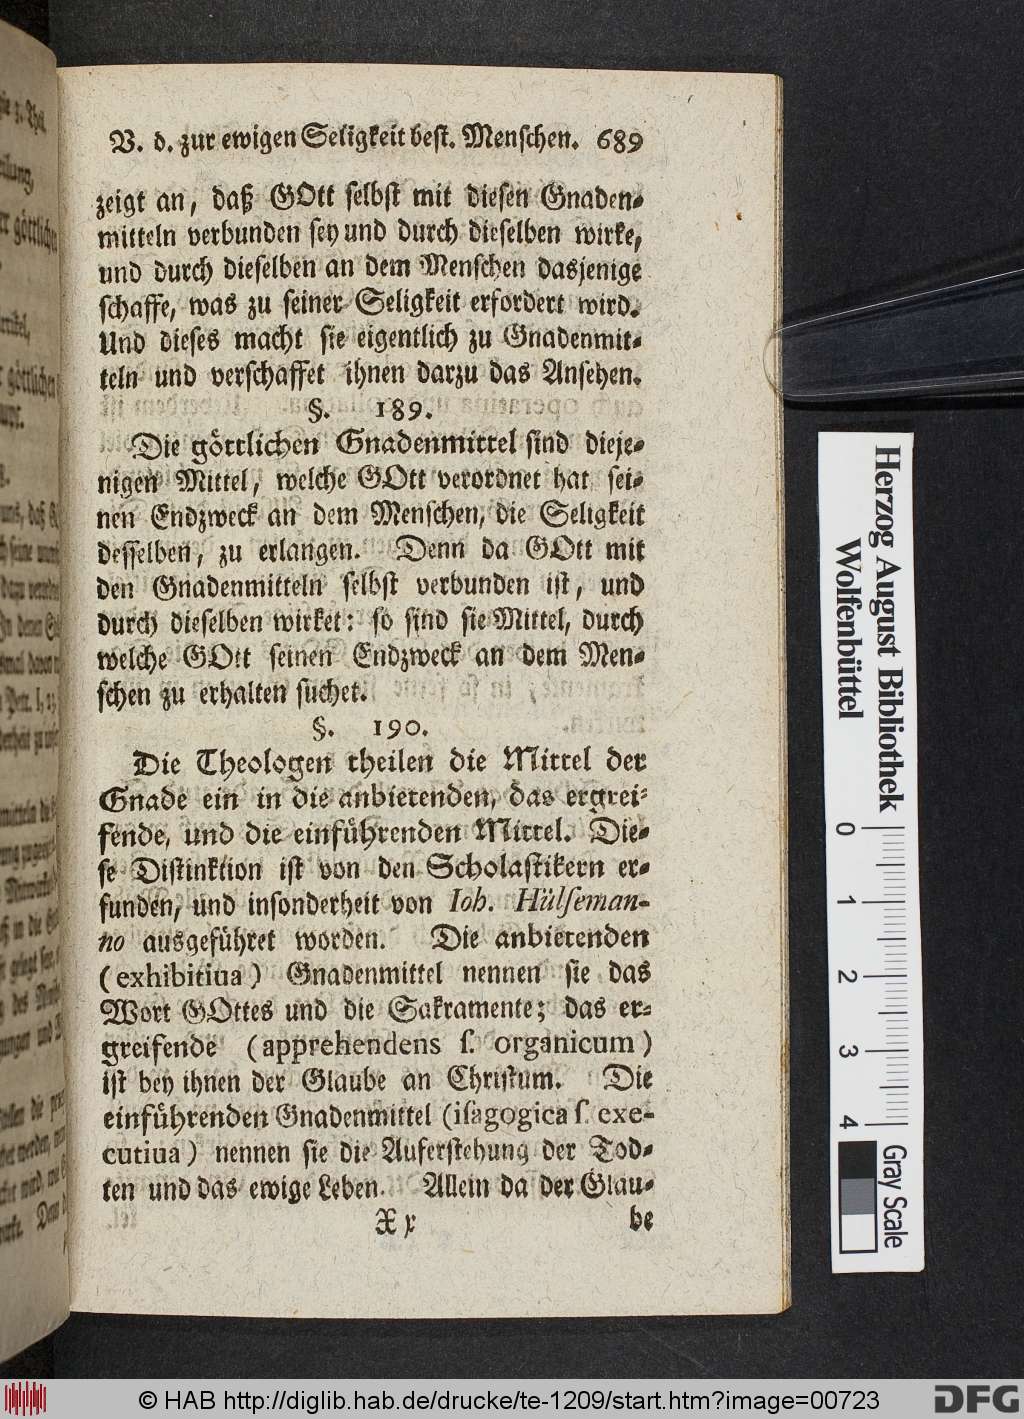 V. d. zur ewigen Seligkeit best. Menschen. 689
zeigt an, daß GOtt selbst mit diesen Gnaden-
mitteln verbunden sey und durch dieselben wirke,
und durch dieselben an dem Menschen dasjenige
schaffe, was zu seiner Seligkeit erfordert wird.
Und dieses macht sie eigentlich zu Gnadenmit-
teln und verschaffet ihnen darzu das Ansehen.
§. 189.
Die göttlichen Gnadenmittel sind dieje-
nigen Mittel, welche GOtt verordnet hat sei-
nen Endzweck an dem Menschen, die Seligkeit
desselben, zu erlangen. Denn da GOtt mit
den Gnadenmitteln selbst verbunden ist, und
durch dieselben wirket: so sind sie Mittel, durch
welche GOtt seinen Endzweck an dem Men-
schen zu erhalten suchet.
§. 190.
Die Theologen theilen die Mittel der
Gnade ein in die anbietenden, das ergrei-
fende, und die einführenden Mittel. Die-
se Distinktion ist von den Scholastikern er-
funden, und insonderheit von Ioh. Hülseman-
no ausgeführet worden. Die anbietenden
(exhibitiua) Gnadenmittel nennen sie das
Wort GOttes und die Sakramente; das er-
greifende (apprehendens s. organicum)
ist bey ihnen der Glaube an Christum. Die
einführenden Gnadenmittel (isagogica s. exe-
cutiua) nennen sie die Auferstehung der Tod-
ten und das ewige Leben. Allein da der Glau-
Xx be
Herzog August Bibliothek
Wolfenbüttel
0 1 2 3 4
Gray Scale
© HAB http://diglib.hab.de/drucke/te-1209/start.htm?image=00723
DFG